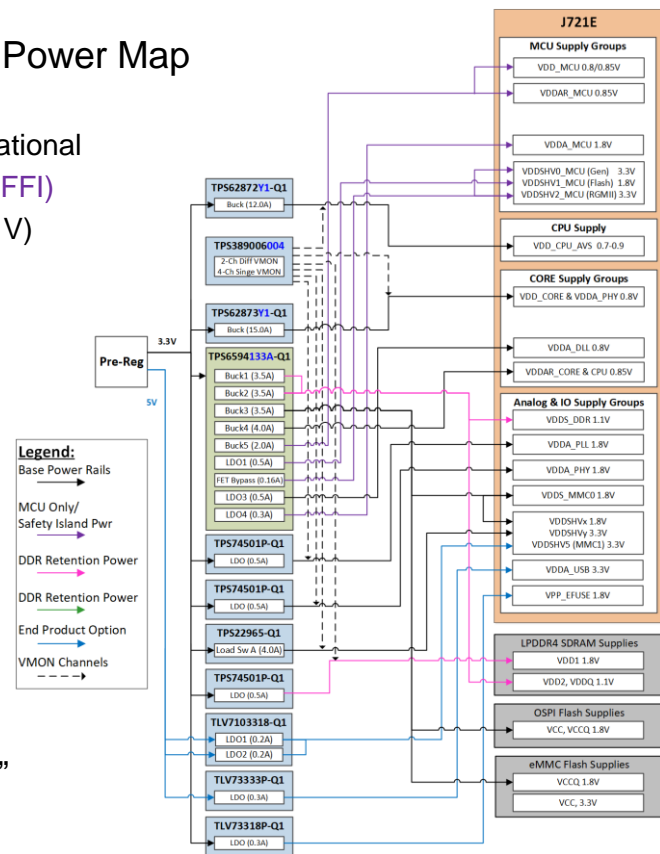 Power Map
ational
FFI)
V)
”
Pre-Reg
3.3V
5V
Legend:
Base Power Rails
MCU Only/
Safety Island Pwr
DDR Retention Power
DDR Retention Power
End Product Option
VMON Channels
TPS62872Y1-Q1
Buck (12.0A)
TPS389006004
2-Ch Diff VMON
4-Ch Singe VMON
TPS62873Y1-Q1
Buck (15.0A)
TPS6594133A-Q1
Buck1 (3.5A)
Buck2 (3.5A)
Buck3 (3.5A)
Buck4 (4.0A)
Buck5 (2.0A)
LDO1 (0.5A)
FET Bypass (0.16A)
LDO3 (0.5A)
LDO4 (0.3A)
TPS74501P-Q1
LDO (0.5A)
TPS74501P-Q1
LDO (0.5A)
TPS22965-Q1
Load Sw A (4.0A)
TPS74501P-Q1
LDO (0.5A)
TLV7103318-Q1
LDO1 (0.2A)
LDO2 (0.2A)
TLV73333P-Q1
LDO (0.3A)
TLV73318P-Q1
LDO (0.3A)
J721E
MCU Supply Groups
VDD_MCU 0.8/0.85V
VDDAR_MCU 0.85V
VDDA_MCU 1.8V
VDDSHV0_MCU (Gen) 3.3V
VDDSHV1_MCU (Flash) 1.8V
VDDSHV2_MCU (RGMII) 3.3V
CPU Supply
VDD_CPU_AVS 0.7-0.9
CORE Supply Groups
VDD_CORE & VDDA_PHY 0.8V
VDDA_DLL 0.8V
VDDAR_CORE & CPU 0.85V
Analog & IO Supply Groups
VDDS_DDR 1.1V
VDDA_PLL 1.8V
VDDA_PHY 1.8V
VDDS_MMC0 1.8V
VDDSHVx 1.8V
VDDSHVy 3.3V
VDDSHV5 (MMC1) 3.3V
VDDA_USB 3.3V
VPP_EFUSE 1.8V
LPDDR4 SDRAM Supplies
VDD1 1.8V
VDD2, VDDQ 1.1V
OSPI Flash Supplies
VCC, VCCQ 1.8V
eMMC Flash Supplies
VCCQ 1.8V
VCC, 3.3V